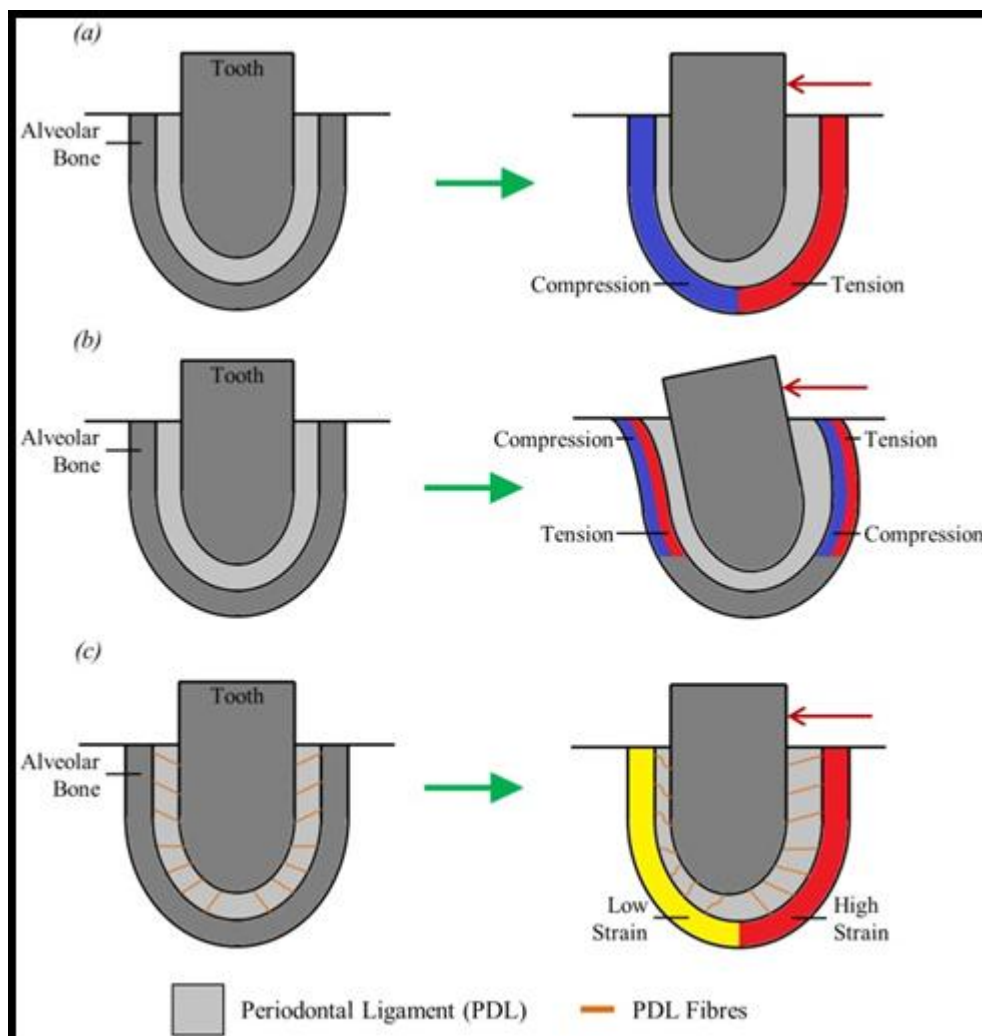 (a)
Tooth
Alveolar
Bone
Compression
Tension
(b)
Tooth
Alveolar
Bone
Compression
Tension
Tension
Compression
(c)
Tooth
Alveolar
Bone
Low
Strain
High
Strain
Periodontal Ligament (PDL)
PDL Fibres